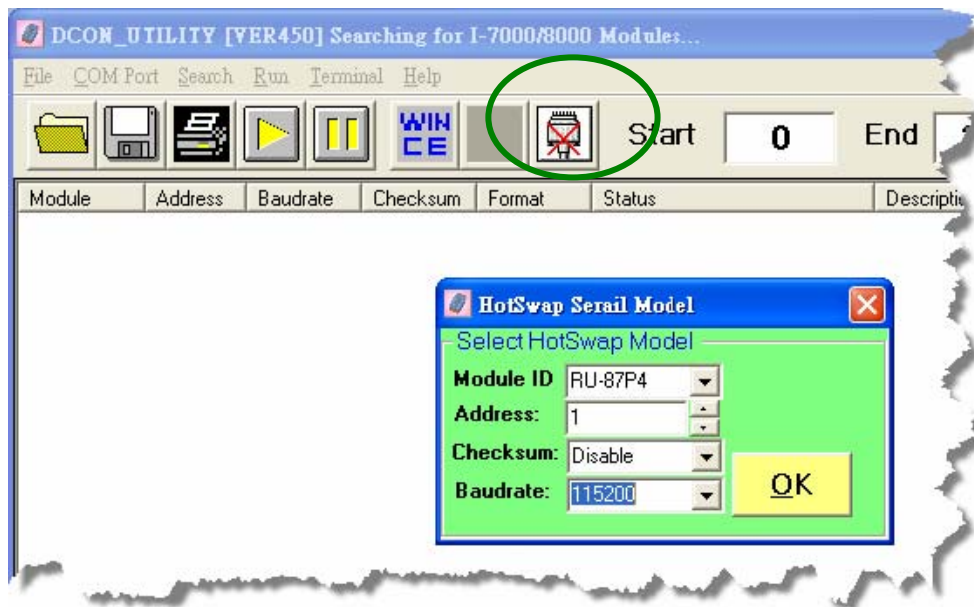 DCON_UTILITY [VER450] Searching for I-7000/8000 Modules...
File COM Port Search Run Terminal Help
WIN CE Start 0 End
Module Address Baudrate Checksum Format Status
HotSwap Serail Model
Select HotSwap Model
Module ID RU-87P4
Address: 1
Checksum: Disable
Baudrate: 115200
OK